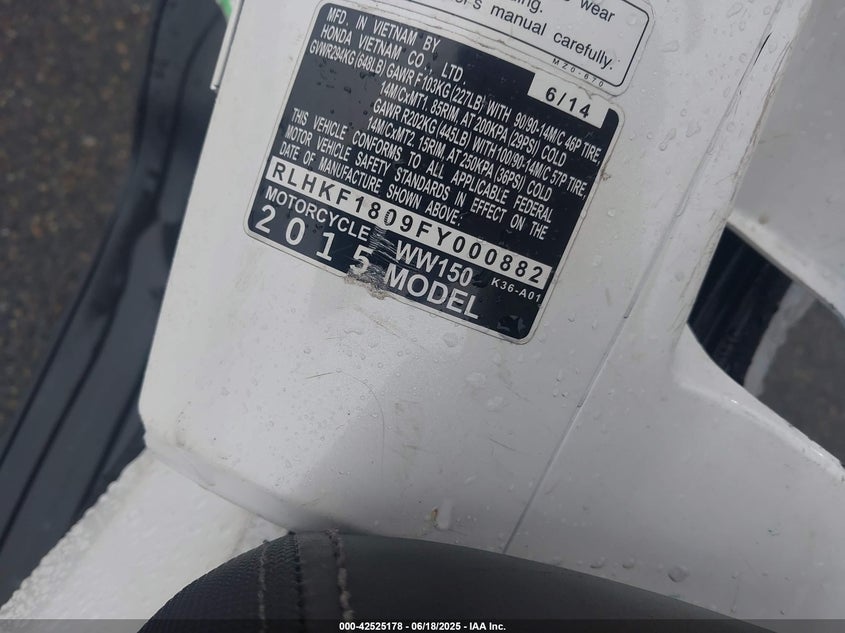 wear
ing.
r's manual carefully.
MZ0-670
MFD. IN VIETNAM BY
HONDA VIETNAM CO., LTD.
6/14
GVWR294KG (648LB) GAWR F103KG (227LB) WITH 90/90-14M/C 46P TIRE,
14M/CxMT1, 85RIM, AT 200KPA (29PSI) COLD
GAWR R202KG (445LB) WITH 100/90-14M/C 57P TIRE,
14M/CxMT2, 15RIM, AT 250KPA (36PSI) COLD
THIS VEHICLE CONFORMS TO ALL APPLICABLE FEDERAL
MOTOR VEHICLE SAFETY STANDARDS IN EFFECT ON THE
DATE OF MANUFACTURE SHOWN ABOVE.
RLHKF1809FY000882
MOTORCYCLE WW150 K36-A01
2015 MODEL
000-42525178 - 06/18/2025 - IAA Inc.